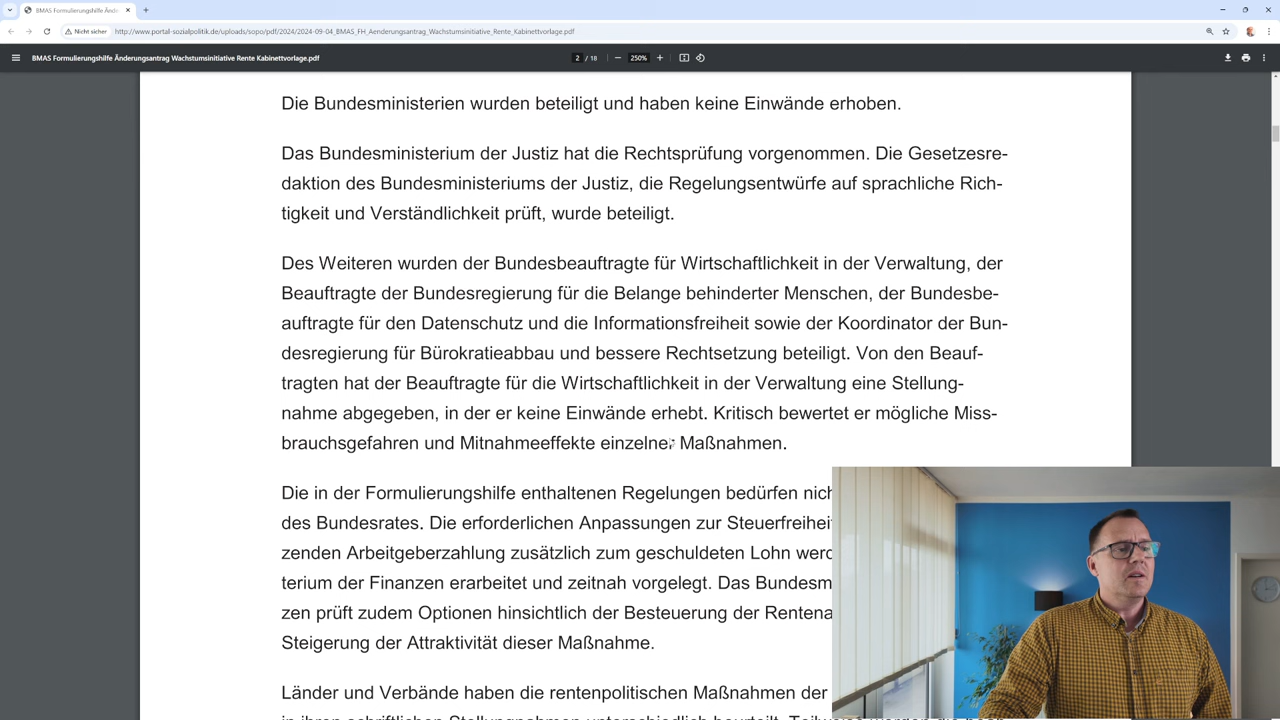 BMAS Formulierungshilfe Änd
Nicht sicher
http://www.portal-sozialpolitik.de/uploads/sopo/pdf/2024/2024-09-04_BMAS_FH_Aenderungsantrag_Wachstumsinitiative_Rente_Kabinettvorlage.pdf
BMAS Formulierungshilfe Änderungsantrag Wachstumsinitiative Rente Kabinettvorlage.pdf
2 / 18
250%
Die Bundesministerien wurden beteiligt und haben keine Einwände erhoben.
Das Bundesministerium der Justiz hat die Rechtsprüfung vorgenommen. Die Gesetzesre-
daktion des Bundesministeriums der Justiz, die Regelungsentwürfe auf sprachliche Rich-
tigkeit und Verständlichkeit prüft, wurde beteiligt.
Des Weiteren wurden der Bundesbeauftragte für Wirtschaftlichkeit in der Verwaltung, der
Beauftragte der Bundesregierung für die Belange behinderter Menschen, der Bundesbe-
auftragte für den Datenschutz und die Informationsfreiheit sowie der Koordinator der Bun-
desregierung für Bürokratieabbau und bessere Rechtsetzung beteiligt. Von den Beauf-
tragten hat der Beauftragte für die Wirtschaftlichkeit in der Verwaltung eine Stellung-
nahme abgegeben, in der er keine Einwände erhebt. Kritisch bewertet er mögliche Miss-
brauchsgefahren und Mitnahmeeffekte einzelner Maßnahmen.
Die in der Formulierungshilfe enthaltenen Regelungen bedürfen nich
des Bundesrates. Die erforderlichen Anpassungen zur Steuerfreihei
zenden Arbeitgeberzahlung zusätzlich zum geschuldeten Lohn werd
terium der Finanzen erarbeitet und zeitnah vorgelegt. Das Bundesm
zen prüft zudem Optionen hinsichtlich der Besteuerung der Rentena
Steigerung der Attraktivität dieser Maßnahme.
Länder und Verbände haben die rentenpolitischen Maßnahmen der
in ihren schriftlichen Stellungnahmen unterschiedlich beurteilt. Teilweise